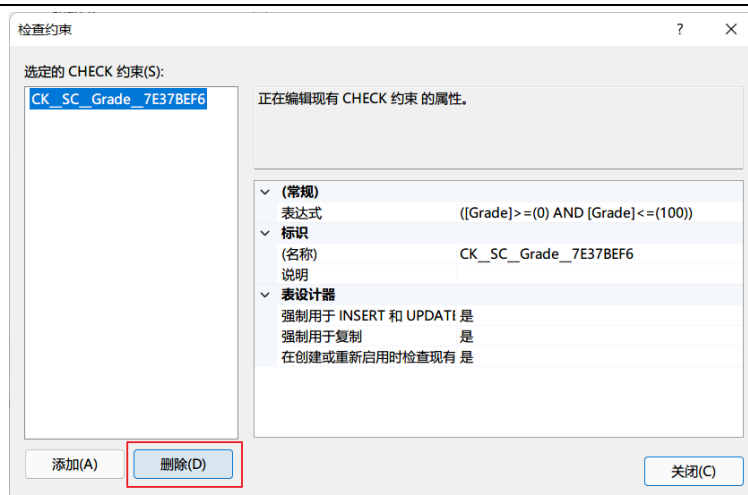 检查约束
?
×
选定的 CHECK 约束(S):
CK__SC__Grade__7E37BEF6
正在编辑现有 CHECK 约束 的属性。
(常规)
表达式 ([Grade]>=(0) AND [Grade]<=(100))
标识
(名称) CK__SC__Grade__7E37BEF6
说明
表设计器
强制用于 INSERT 和 UPDATE 是
强制用于复制 是
在创建或重新启用时检查现有 是
添加(A) 删除(D)
关闭(C)